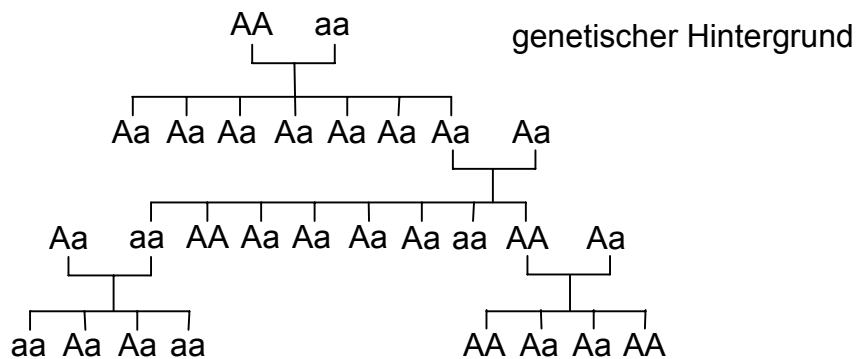 AA aa genetischer Hintergrund
Aa Aa Aa Aa Aa Aa Aa Aa
Aa aa AA Aa Aa Aa Aa aa AA Aa
aa Aa Aa aa AA Aa Aa AA